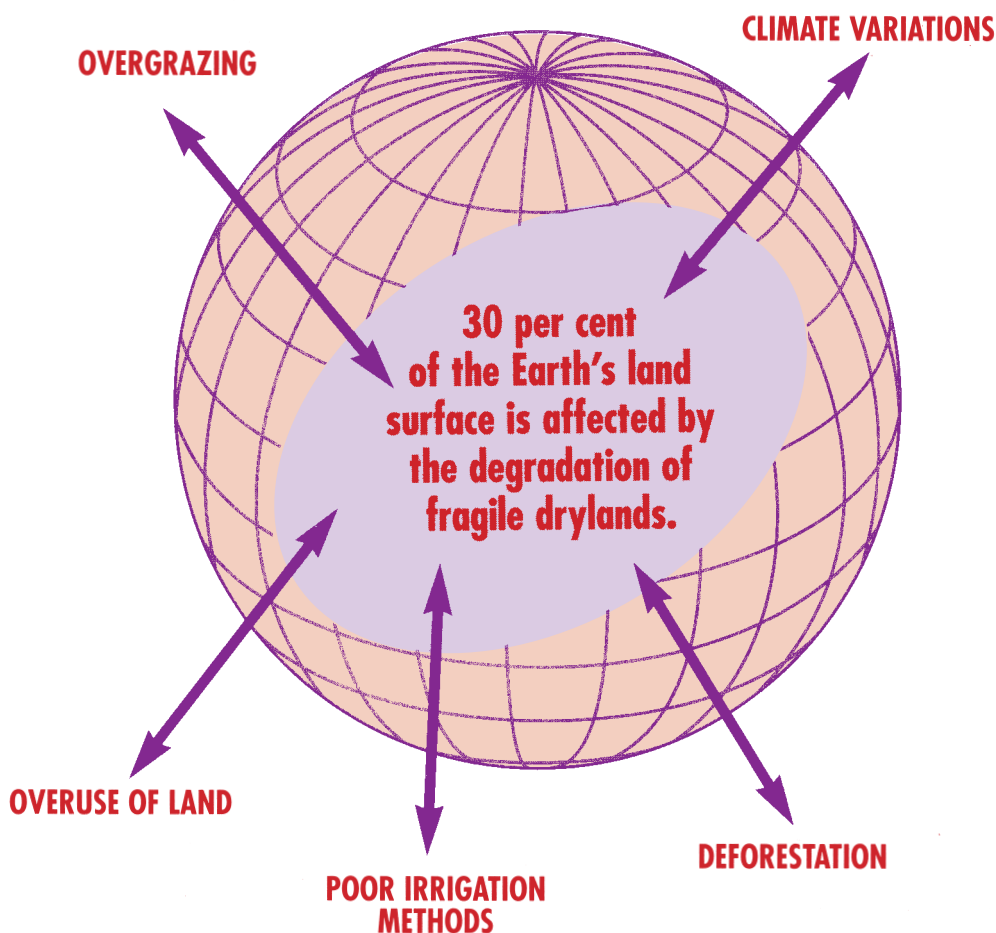 CLIMATE VARIATIONS
OVERGRAZING
30 per cent
of the Earth's land
surface is affected by
the degradation of
fragile drylands.
OVERUSE OF LAND
DEFORESTATION
POOR IRRIGATION
METHODS